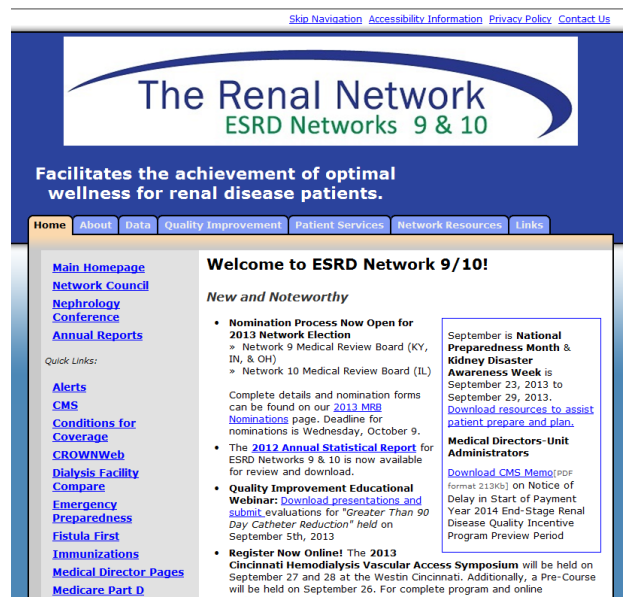 Skip Navigation Accessibility Information Privacy Policy Contact Us
The Renal Network
ESRD Networks 9 & 10
Facilitates the achievement of optimal
wellness for renal disease patients.
Home About Data Quality Improvement Patient Services Network Resources Links
Main Homepage
Network Council
Nephrology
Conference
Annual Reports
Quick Links:
Alerts
CMS
Conditions for
Coverage
CROWNWeb
Dialysis Facility
Compare
Emergency
Preparedness
Fistula First
Immunizations
Medical Director Pages
Medicare Part D
Welcome to ESRD Network 9/10!
New and Noteworthy
• Nomination Process Now Open for
2013 Network Election
» Network 9 Medical Review Board (KY,
IN, & OH)
» Network 10 Medical Review Board (IL)
Complete details and nomination forms
can be found on our 2013 MRB
Nominations page. Deadline for
nominations is Wednesday, October 9.
• The 2012 Annual Statistical Report for
ESRD Networks 9 & 10 is now available
for review and download.
• Quality Improvement Educational
Webinar: Download presentations and
submit evaluations for "Greater Than 90
Day Catheter Reduction" held on
September 5th, 2013
• Register Now Online! The 2013
Cincinnati Hemodialysis Vascular Access Symposium will be held on
September 27 and 28 at the Westin Cincinnati. Additionally, a Pre-Course
will be held on September 26. For complete program and online
September is National
Preparedness Month &
Kidney Disaster
Awareness Week is
September 23, 2013 to
September 29, 2013.
Download resources to assist
patient prepare and plan.
Medical Directors-Unit
Administrators
Download CMS Memo[PDF
format 213Kb] on Notice of
Delay in Start of Payment
Year 2014 End-Stage Renal
Disease Quality Incentive
Program Preview Period